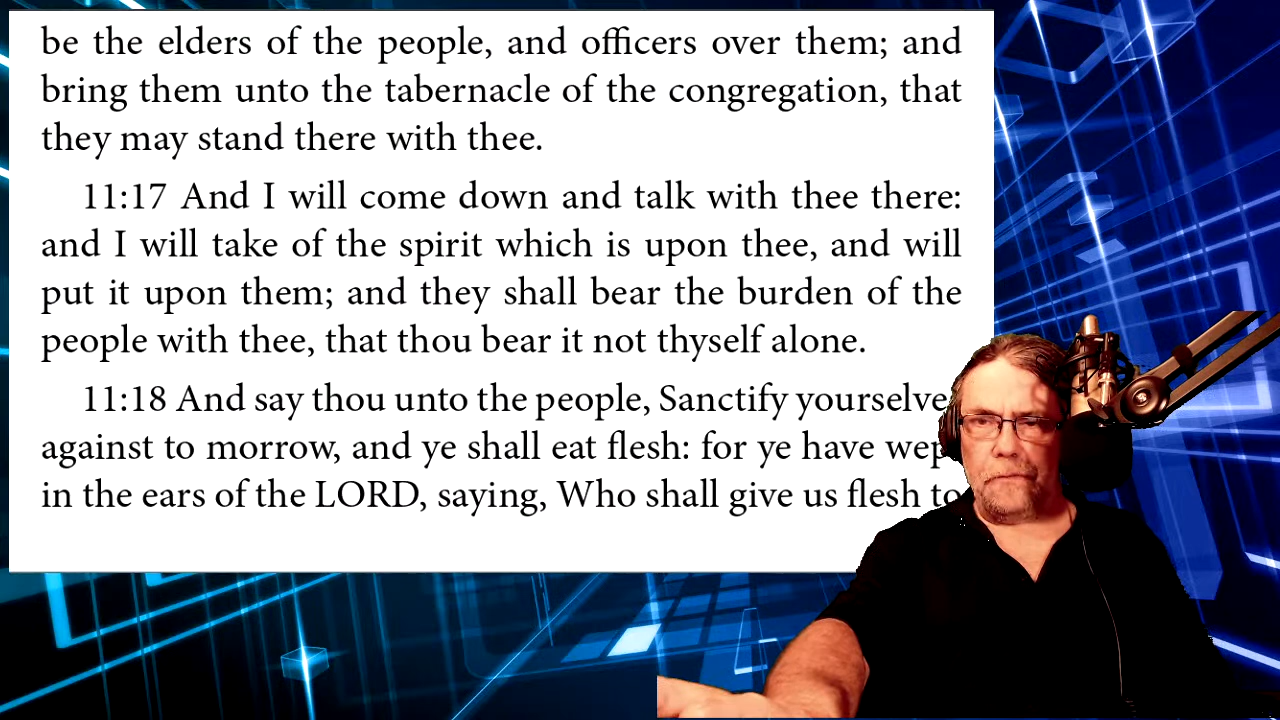 be the elders of the people, and officers over them; and
bring them unto the tabernacle of the congregation, that
they may stand there with thee.
11:17 And I will come down and talk with thee there:
and I will take of the spirit which is upon thee, and will
put it upon them; and they shall bear the burden of the
people with thee, that thou bear it not thyself alone.
11:18 And say thou unto the people, Sanctify yourselve
against to morrow, and ye shall eat flesh: for ye have wep
in the ears of the LORD, saying, Who shall give us flesh to